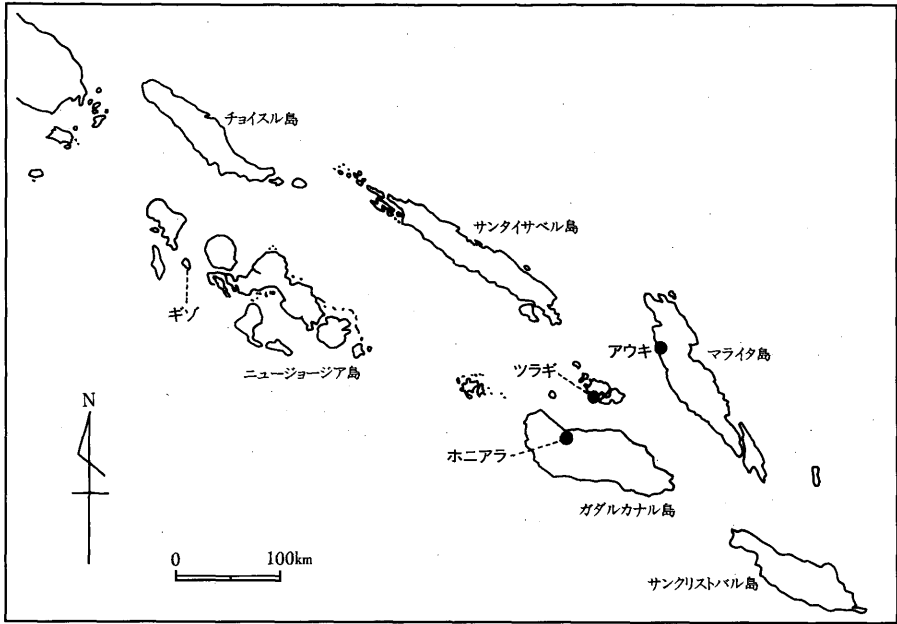 チョイスル島
サンタイサベル島
ギゾ
ニュージョージア島
アウキ
マライタ島
ツラギ
ホニアラ
ガダルカナル島
サンクリストバル島
N
0 100km